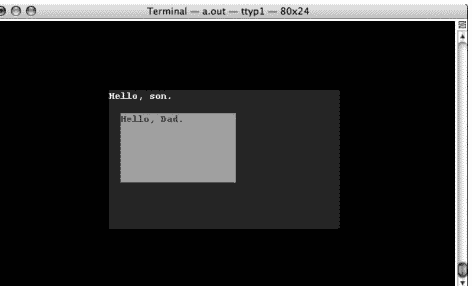 Terminal — a.out — ttyp1 — 80x24
Hello, son.
Hello, Dad.